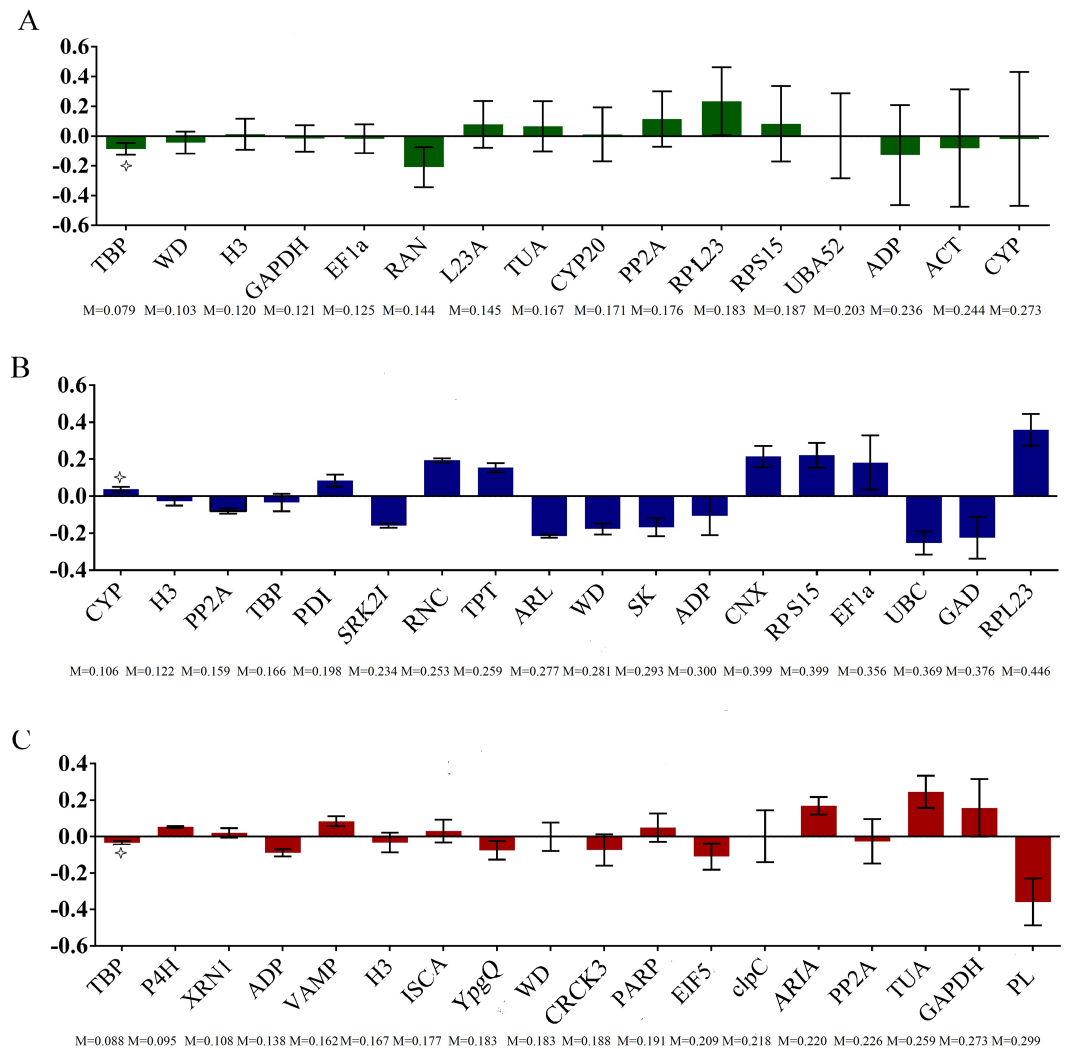 A
0.6
0.4
0.2
0.0
-0.2
-0.4
-0.6
TBP WD H3 GAPDH EF1a RAN L23A TUA CYP20 PP2A RPL23 RPS15 UBA52 ADP ACT CYP
M=0.079 M=0.103 M=0.120 M=0.121 M=0.125 M=0.144 M=0.145 M=0.167 M=0.171 M=0.176 M=0.183 M=0.187 M=0.203 M=0.236 M=0.244 M=0.273
B
0.6
0.4
0.2
0.0
-0.2
-0.4
CYP H3 PP2A TBP PDI SRK2I RNC TPT ARL WD SK ADP CNX RPS15 EF1a UBC GAD RPL23
M=0.106 M=0.122 M=0.159 M=0.166 M=0.198 M=0.234 M=0.253 M=0.259 M=0.277 M=0.281 M=0.293 M=0.300 M=0.399 M=0.399 M=0.356 M=0.369 M=0.376 M=0.446
C
0.4
0.2
0.0
-0.2
-0.4
-0.6
TBP P4H XRN1 ADP VAMP H3 ISCA YpgQ WD CRCK3 PARP EIF5 clpC ARIA PP2A TUA GAPDH PL
M=0.088 M=0.095 M=0.108 M=0.138 M=0.162 M=0.167 M=0.177 M=0.183 M=0.183 M=0.188 M=0.191 M=0.209 M=0.218 M=0.220 M=0.226 M=0.259 M=0.273 M=0.299